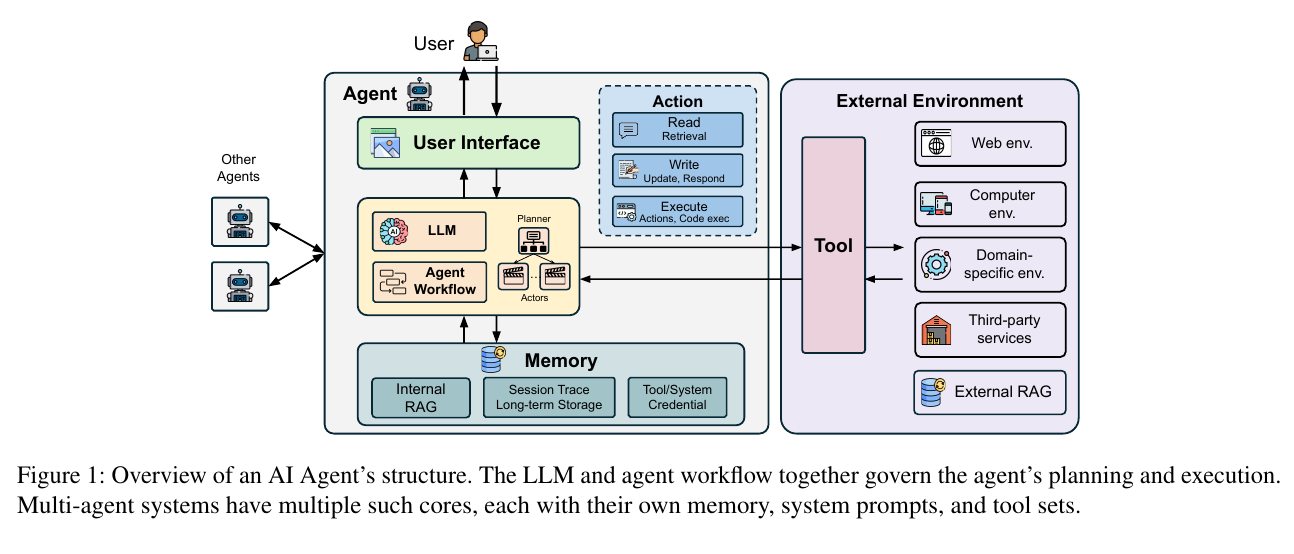 User
Agent
User Interface
Other
Agents
LLM
AI
Agent
Workflow
Planner
...
Actors
Memory
Internal
RAG
Session Trace
Long-term Storage
Tool/System
Credential
Action
Read
Retrieval
Write
Update, Respond
Execute
Actions, Code exec
External Environment
Tool
Web env.
Computer
env.
Domain-
specific env.
Third-party
services
External RAG
Figure 1: Overview of an AI Agent's structure. The LLM and agent workflow together govern the agent's planning and execution.
Multi-agent systems have multiple such cores, each with their own memory, system prompts, and tool sets.